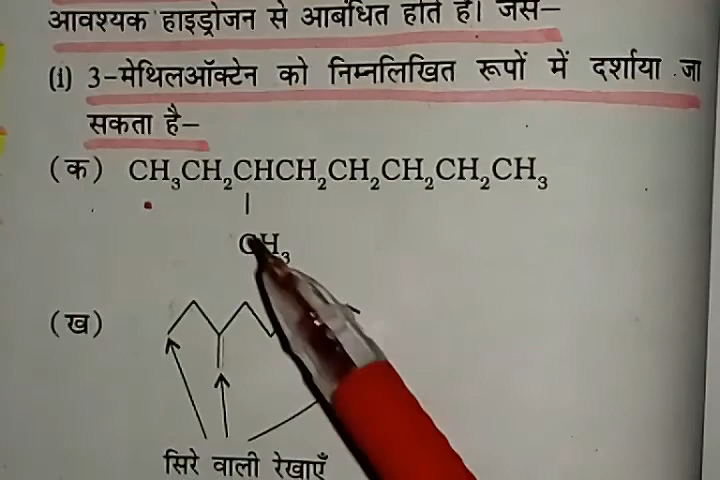 आवश्यक हाइड्रोजन से आबंधित होते हैं। जैसे–
(i) 3-मेथिलऑक्टेन को निम्नलिखित रूपों में दर्शाया जा
सकता है–
(क) CH₃CH₂CHCH₂CH₂CH₂CH₂CH₃
|
CH₃
(ख)
सिरे वाली रेखाएँ